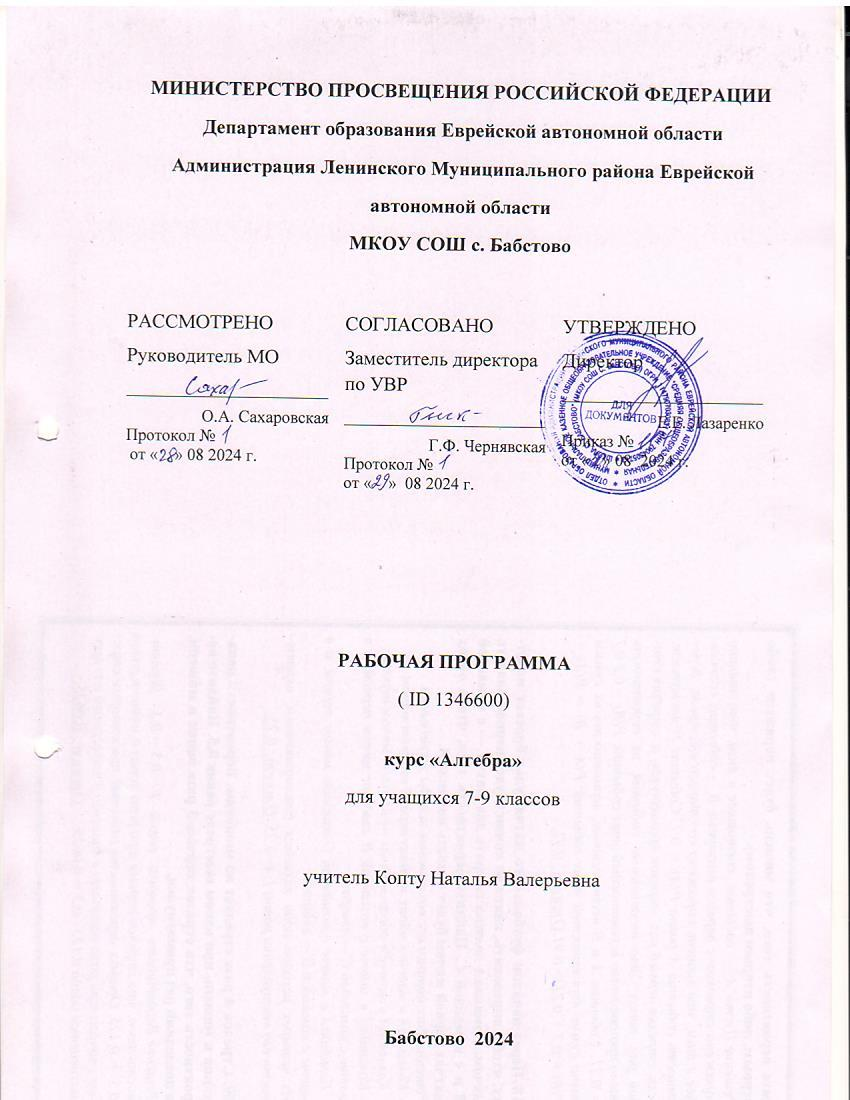 МИНИСТЕРСТВО ПРОСВЕЩЕНИЯ РОССИЙСКОЙ ФЕДЕРАЦИИ
Департамент образования Еврейской автономной области
Администрация Ленинского Муниципального района Еврейской
автономной области
МКОУ СОШ с. Бабстово
РАССМОТРЕНО
Руководитель МО
О.А. Сахаровская
Протокол № 1
от «28» 08 2024 г.
СОГЛАСОВАНО
Заместитель директора
по УВР
Г.Ф. Чернявская
Протокол № 1
от «29» 08 2024 г.
УТВЕРЖДЕНО
Директор
Лазаренко
Приказ №
ДЛЯ
ДОКУМЕНТОВ
РАБОЧАЯ ПРОГРАММА
( ID 1346600)
курс «Алгебра»
для учащихся 7-9 классов
учитель Копту Наталья Валерьевна
Бабстово 2024